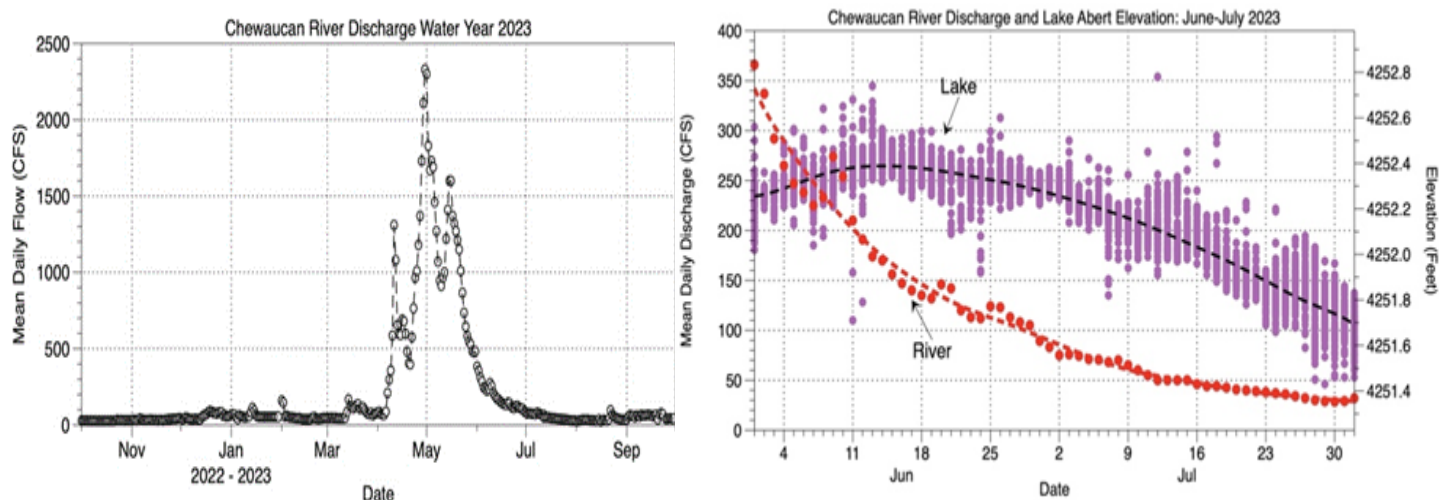 Chewaucan River Discharge Water Year 2023
Mean Daily Flow (CFS)
2500
2000
1500
1000
500
0
Nov Jan Mar May Jul Sep
2022 - 2023
Date
Chewaucan River Discharge and Lake Abert Elevation: June-July 2023
Mean Daily Discharge (CFS)
400
350
300
250
200
150
100
50
0
Lake
River
4252.8
4252.6
4252.4
4252.2
4252.0
4251.8
4251.6
4251.4
Elevation (Feet)
4 11 18 25 2 9 16 23 30
Jun Jul
Date